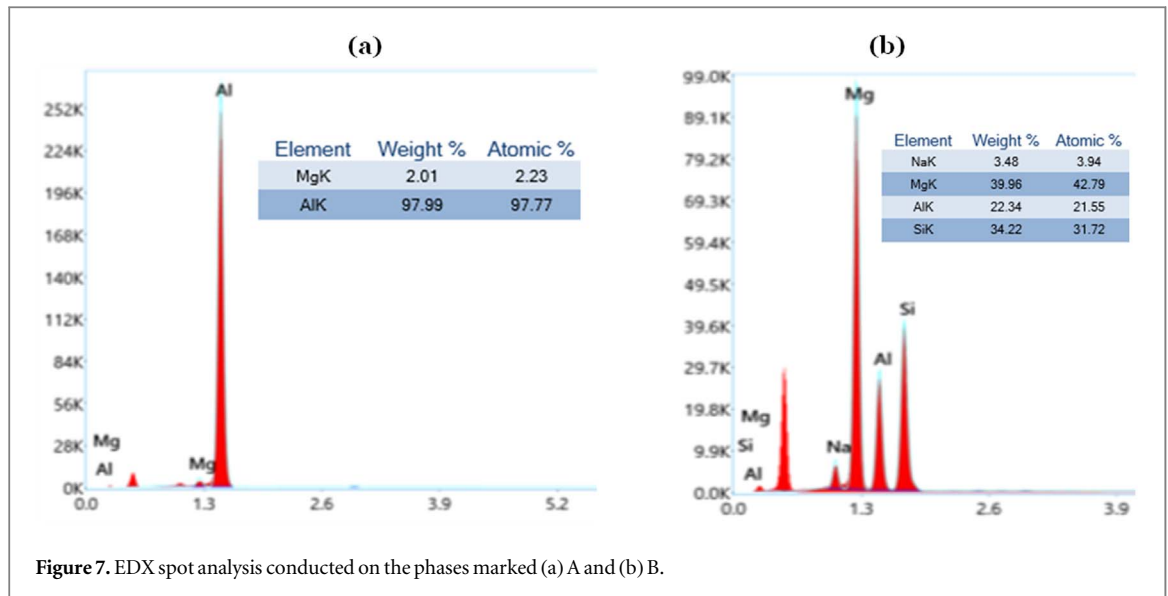 (a)
Al
252K
224K
196K
168K
140K
112K
84K
56K
28K
0K
Mg
Al
Mg
0.0 1.3 2.6 3.9 5.2
Element Weight % Atomic %
MgK 2.01 2.23
AlK 97.99 97.77
(b)
99.0K
89.1K
79.2K
69.3K
59.4K
49.5K
39.6K
29.7K
19.8K
9.9K
0.0K
Mg
Si
Al
Na
Mg
Al
Si
0.0 1.3 2.6 3.9
Element Weight % Atomic %
NaK 3.48 3.94
MgK 39.96 42.79
AlK 22.34 21.55
SiK 34.22 31.72
Figure 7. EDX spot analysis conducted on the phases marked (a) A and (b) B.